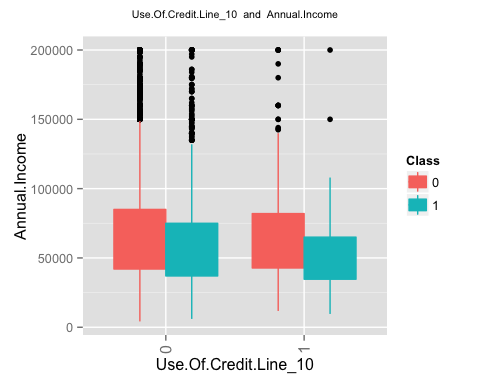 Use.Of.Credit.Line_10 and Annual.Income
200000
150000
100000
50000
0
Annual.Income
0
1
Use.Of.Credit.Line_10
Class
0
1